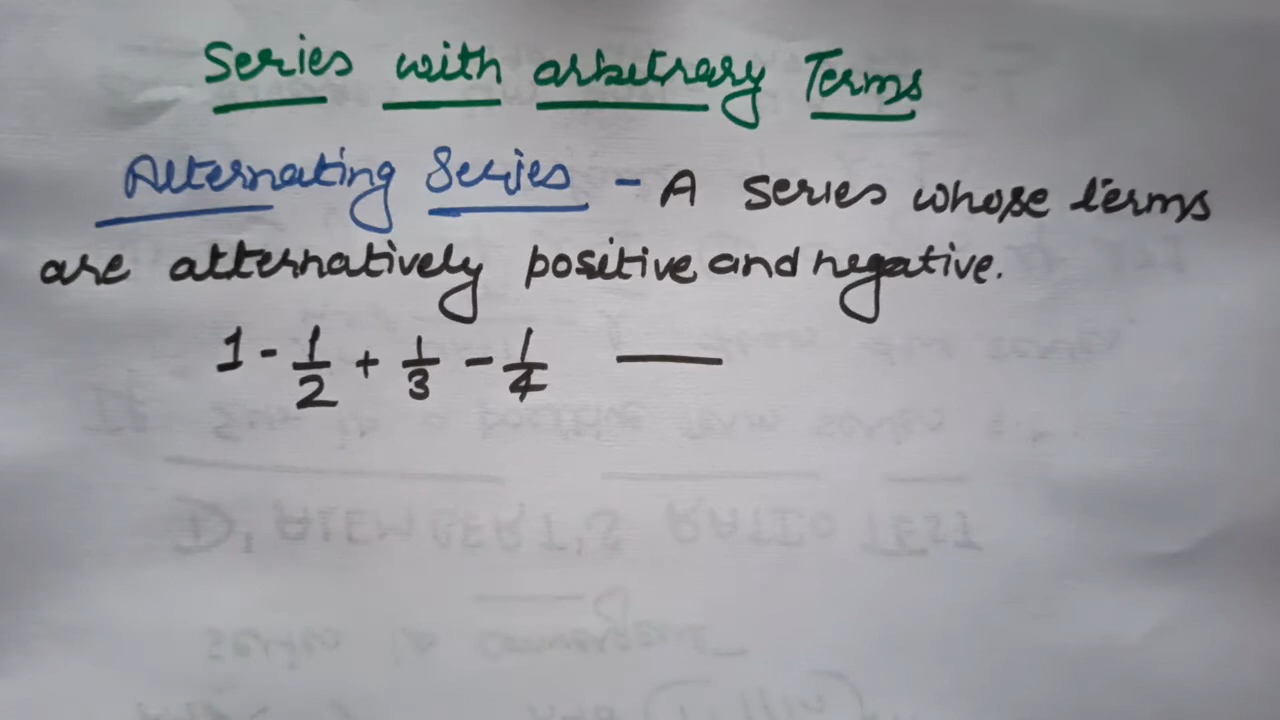 Series with arbitrary Terms
Alternating Series - A series whose terms
are alternatively positive and negative.
1 - 1/2 + 1/3 - 1/4 —